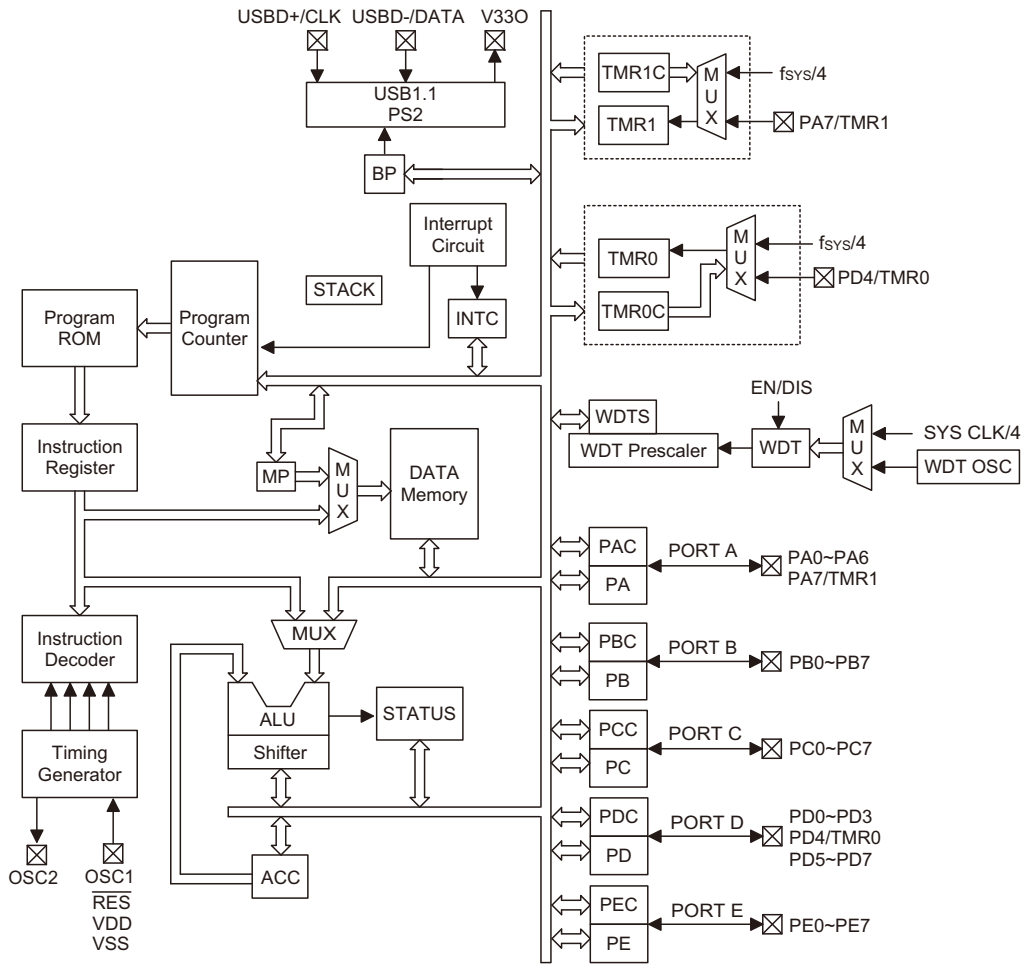 USBD+/CLK USBD-/DATA V33O
USB1.1
PS2
BP
Interrupt
Circuit
STACK
INTC
Program
ROM
Program
Counter
Instruction
Register
MP
MUX
DATA
Memory
MUX
Instruction
Decoder
ALU
Shifter
STATUS
Timing
Generator
ACC
OSC2
OSC1
RES
VDD
VSS
TMR1C
TMR1
MUX
fSYS/4
PA7/TMR1
TMR0
TMR0C
MUX
fSYS/4
PD4/TMR0
EN/DIS
WDTS
WDT Prescaler
WDT
MUX
SYS CLK/4
WDT OSC
PAC
PA
PORT A
PA0~PA6
PA7/TMR1
PBC
PB
PORT B
PB0~PB7
PCC
PC
PORT C
PC0~PC7
PDC
PD
PORT D
PD0~PD3
PD4/TMR0
PD5~PD7
PEC
PE
PORT E
PE0~PE7